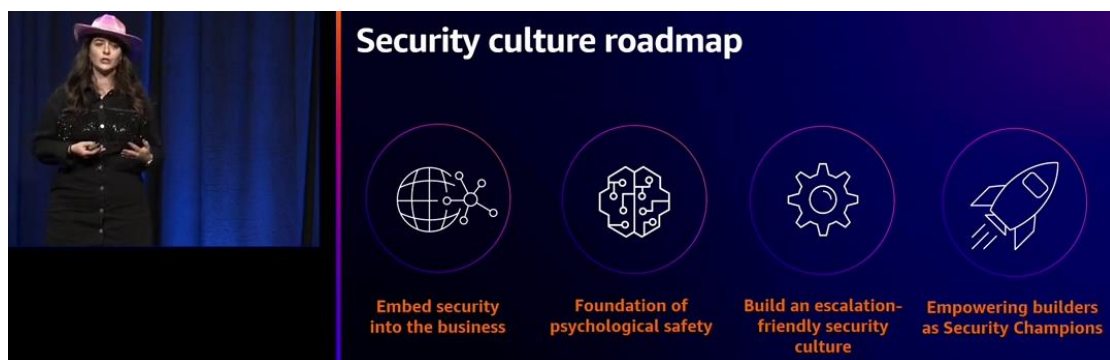 Security culture roadmap
Embed security
into the business
Foundation of
psychological safety
Build an escalation-
friendly security
culture
Empowering builders
as Security Champions